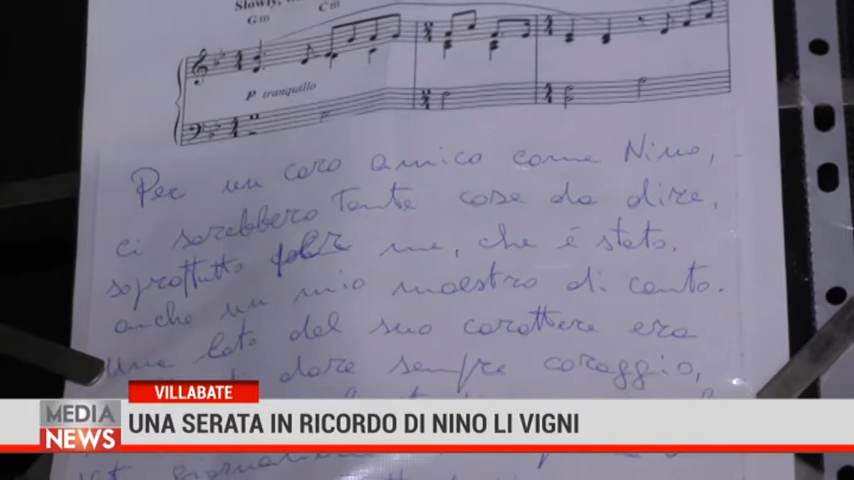 Slowly,
Gm Cm
p tranquillo
Per un caro amico come Nino,
ci sarebbero Tante cose da dire,
soprattutto me, che é stato.
anche un mio maestro di canto.
Una lato del suo carattere era
di dare sempre coraggio,
VILLABATE
MEDIA NEWS
UNA SERATA IN RICORDO DI NINO LI VIGNI